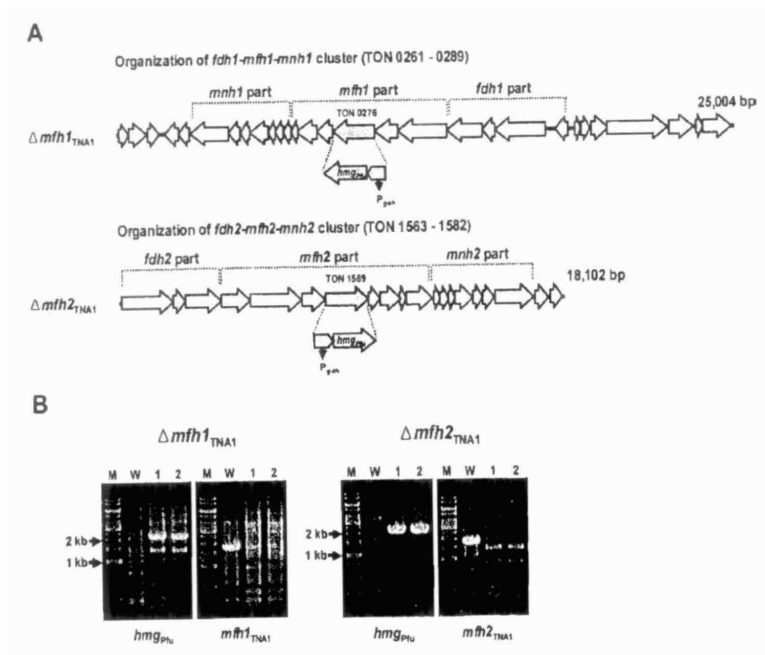 A
Organization of fdh1-mfh1-mnh1 cluster (TON 0261 - 0289)
mnh1 part mfh1 part fdh1 part
25,004 bp
TON 0276
Δmfh1TNA1
hmgPfu
Organization of fdh2-mfh2-mnh2 cluster (TON 1563 - 1582)
fdh2 part mfh2 part mnh2 part
18,102 bp
TON 1569
Δmfh2TNA1
hmgPfu
B
Δmfh1TNA1 Δmfh2TNA1
M W 1 2 M W 1 2 M W 1 2 M W 1 2
2 kb 2 kb
1 kb 1 kb
hmgPfu mfh1TNA1 hmgPfu mfh2TNA1